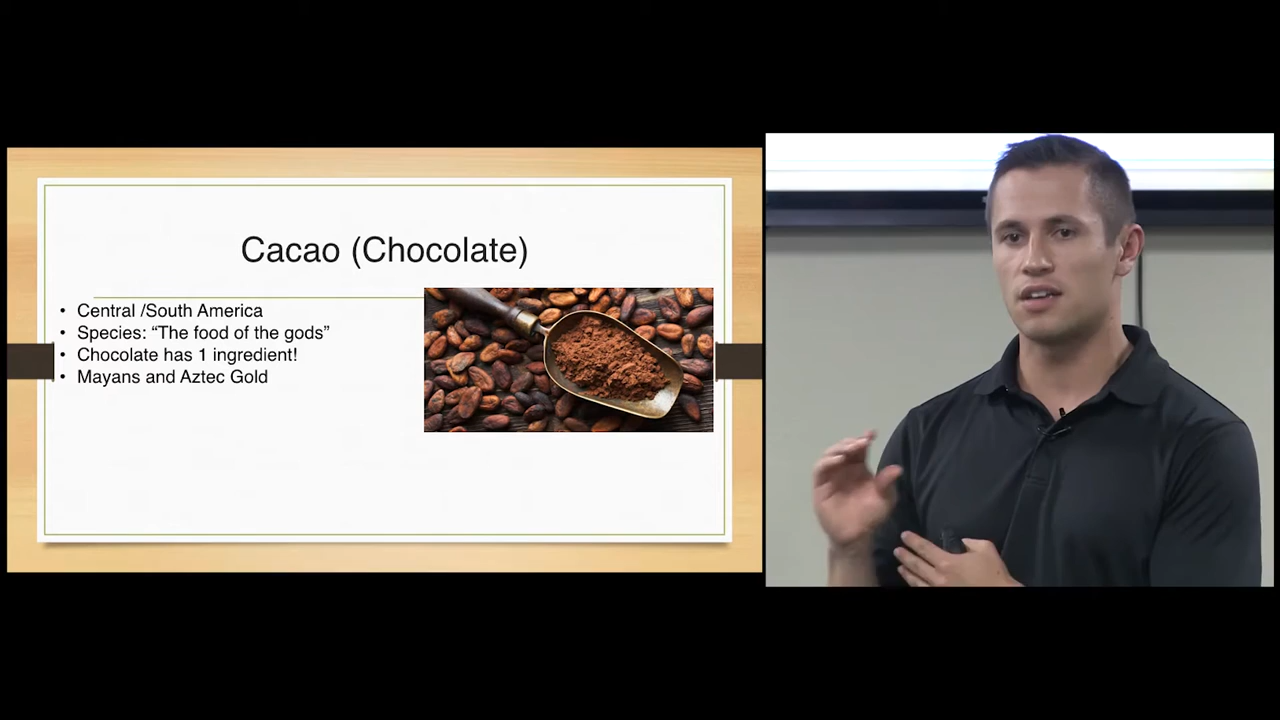 Cacao (Chocolate)
• Central /South America
• Species: “The food of the gods”
• Chocolate has 1 ingredient!
• Mayans and Aztec Gold